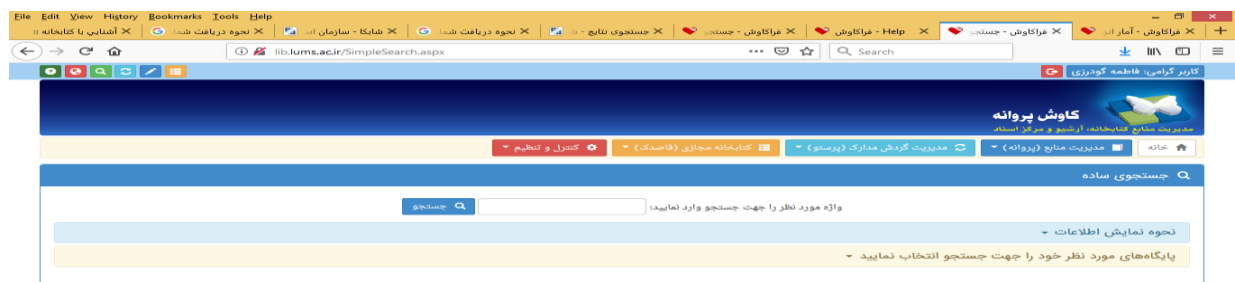 File Edit View History Bookmarks Tools Help
فراکاوش - آمار
فراکاوش - جستجو
فراکاوش - Help
فراکاوش - جستجو
جستجوی نتایج
نحوه دریافت
شاپکا - سازمان
نحوه دریافت
آشنایی با کتابخانه
lib.lums.ac.ir/SimpleSearch.aspx
Search
کاربر گرامی: فاطمه گودرزی
کاوش پروانه
مدیریت منابع کتابخانه، آرشیو و مرکز اسناد
خانه
مدیریت منابع (پروانه)
مدیریت گردش مدارک (پرستو)
کتابخانه مجازی (قاصدک)
کنترل و تنظیم
جستجوی ساده
واژه مورد نظر را جهت جستجو وارد نمایید:
جستجو
نحوه نمایش اطلاعات
پایگاه‌های مورد نظر خود را جهت جستجو انتخاب نمایید